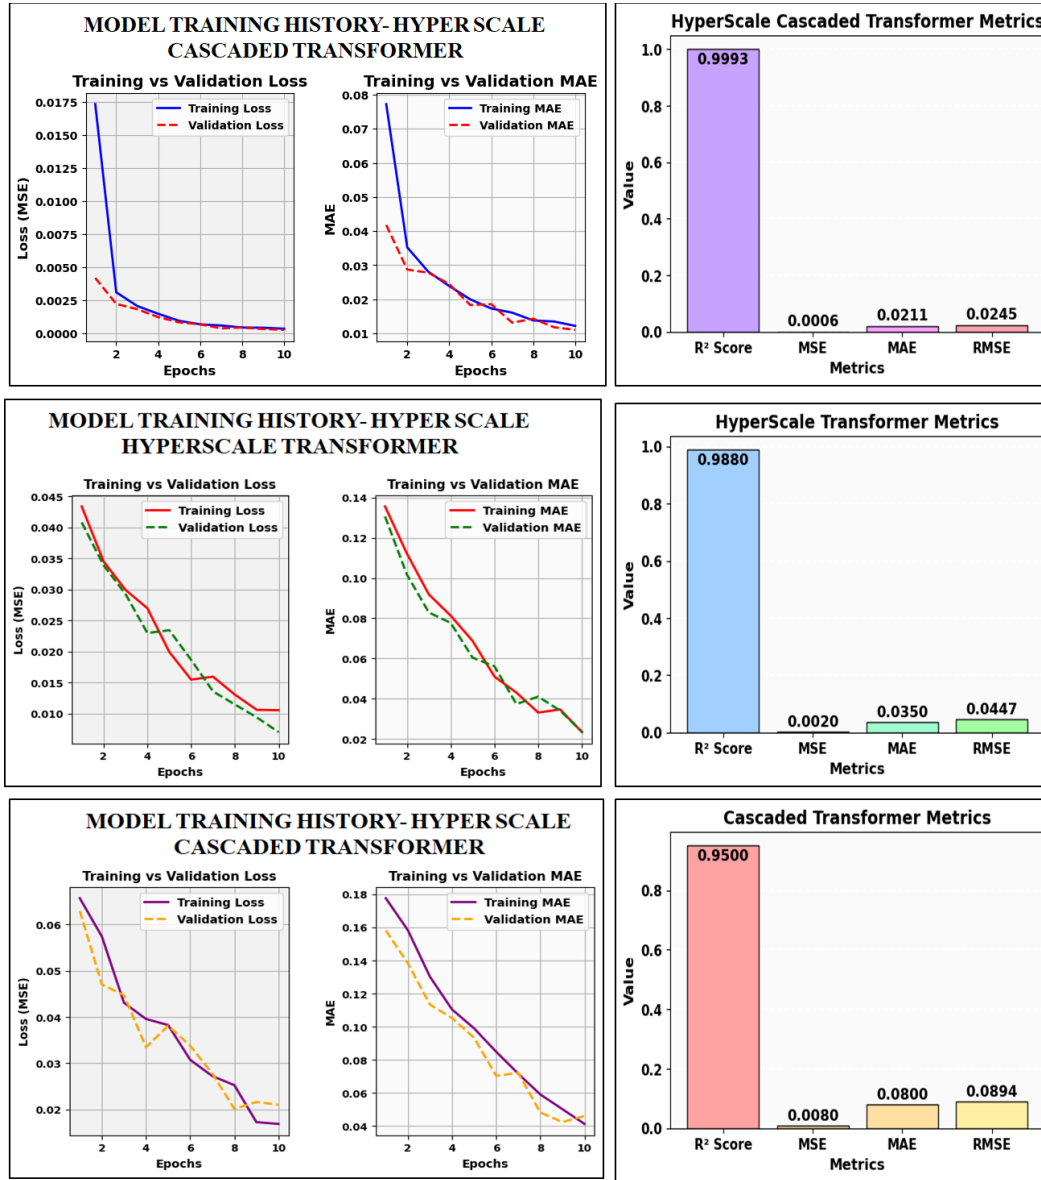 MODEL TRAINING HISTORY- HYPER SCALE
CASCADED TRANSFORMER
Training vs Validation Loss
Training Loss
Validation Loss
0.0175
0.0150
0.0125
0.0100
0.0075
0.0050
0.0025
0.0000
Loss (MSE)
2 4 6 8 10
Epochs
Training vs Validation MAE
Training MAE
Validation MAE
0.08
0.07
0.06
0.05
0.04
0.03
0.02
0.01
MAE
2 4 6 8 10
Epochs
HyperScale Cascaded Transformer Metrics
1.0
0.8
0.6
0.4
0.2
0.0
Value
0.9993
0.0006
0.0211
0.0245
R² Score MSE MAE RMSE
Metrics
MODEL TRAINING HISTORY- HYPER SCALE
HYPERSCALE TRANSFORMER
Training vs Validation Loss
Training Loss
Validation Loss
0.045
0.040
0.035
0.030
0.025
0.020
0.015
0.010
Loss (MSE)
2 4 6 8 10
Epochs
Training vs Validation MAE
Training MAE
Validation MAE
0.14
0.12
0.10
0.08
0.06
0.04
0.02
MAE
2 4 6 8 10
Epochs
HyperScale Transformer Metrics
1.0
0.8
0.6
0.4
0.2
0.0
Value
0.9880
0.0020
0.0350
0.0447
R² Score MSE MAE RMSE
Metrics
MODEL TRAINING HISTORY- HYPER SCALE
CASCADED TRANSFORMER
Training vs Validation Loss
Training Loss
Validation Loss
0.06
0.05
0.04
0.03
0.02
Loss (MSE)
2 4 6 8 10
Epochs
Training vs Validation MAE
Training MAE
Validation MAE
0.18
0.16
0.14
0.12
0.10
0.08
0.06
0.04
MAE
2 4 6 8 10
Epochs
Cascaded Transformer Metrics
0.8
0.6
0.4
0.2
0.0
Value
0.9500
0.0080
0.0800
0.0894
R² Score MSE MAE RMSE
Metrics